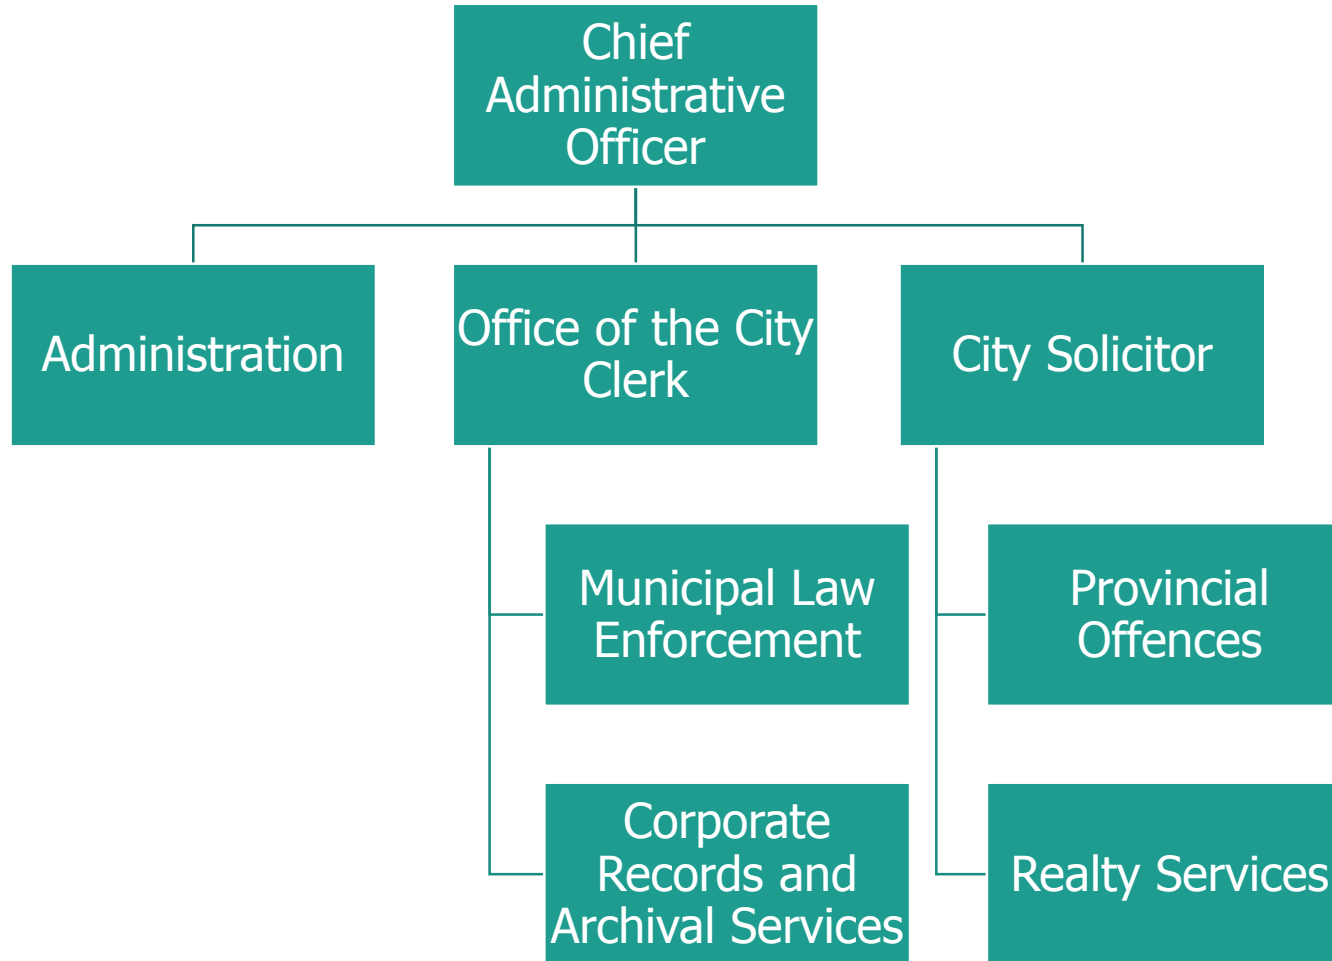 Chief
Administrative
Officer
Administration
Office of the City
Clerk
City Solicitor
Municipal Law
Enforcement
Provincial
Offences
Corporate
Records and
Archival Services
Realty Services